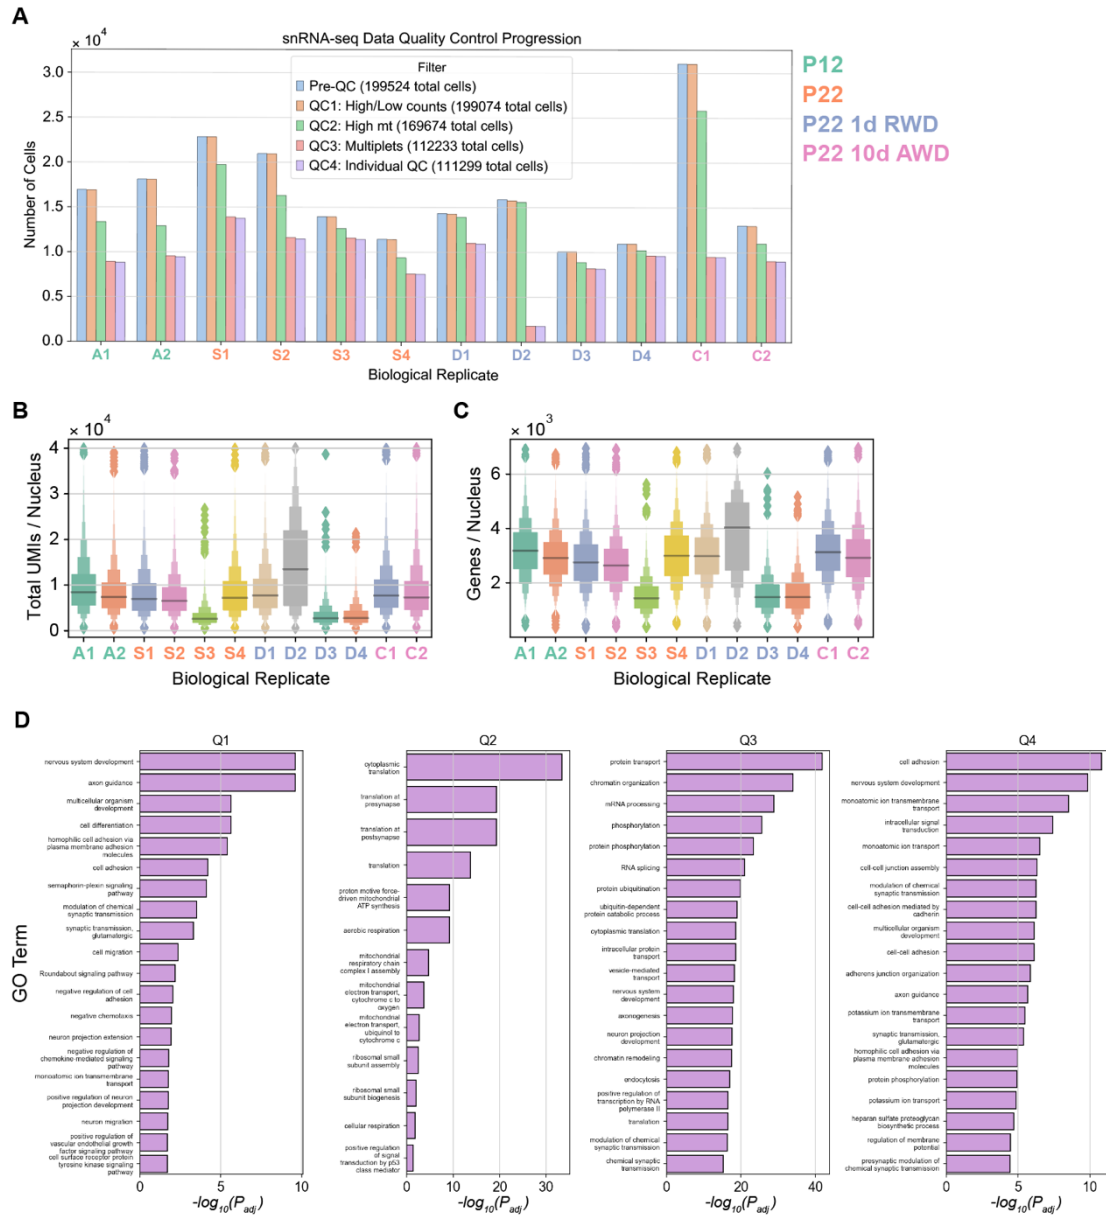 A
× 10⁴
snRNA-seq Data Quality Control Progression
Filter
Pre-QC (199524 total cells)
QC1: High/Low counts (199074 total cells)
QC2: High mt (169674 total cells)
QC3: Multiplets (112233 total cells)
QC4: Individual QC (111299 total cells)
P12
P22
P22 1d RWD
P22 10d AWD
Number of Cells
3.0
2.5
2.0
1.5
1.0
0.5
0.0
A1 A2 S1 S2 S3 S4 D1 D2 D3 D4 C1 C2
Biological Replicate
B
× 10⁴
Total UMIs / Nucleus
4
3
2
1
0
A1 A2 S1 S2 S3 S4 D1 D2 D3 D4 C1 C2
Biological Replicate
C
× 10³
Genes / Nucleus
6
4
2
A1 A2 S1 S2 S3 S4 D1 D2 D3 D4 C1 C2
Biological Replicate
D
GO Term
Q1
nervous system development
axon guidance
multicellular organism
development
cell differentiation
homophilic cell adhesion via
plasma membrane adhesion
molecules
cell adhesion
semaphorin-plexin signaling
pathway
modulation of chemical
synaptic transmission
synaptic transmission,
glutamatergic
cell migration
Roundabout signaling pathway
negative regulation of cell
adhesion
negative chemotaxis
neuron projection extension
negative regulation of
chemokine-mediated signaling
pathway
monoatomic ion transmembrane
transport
positive regulation of neuron
projection development
neuron migration
positive regulation of
vascular endothelial growth
factor signaling pathway
cell surface receptor protein
tyrosine kinase signaling
pathway
0 5 10
-log₁₀(P_adj)
Q2
cytoplasmic
translation
translation at
presynapse
translation at
postsynapse
translation
proton motive force-
driven mitochondrial
ATP synthesis
aerobic respiration
mitochondrial
respiratory chain
complex I assembly
mitochondrial
electron transport,
cytochrome c to
oxygen
mitochondrial
electron transport,
ubiquinol to
cytochrome c
ribosomal small
subunit assembly
ribosomal small
subunit biogenesis
cellular respiration
positive regulation
of signal
transduction by p53
class mediator
0 10 20 30
-log₁₀(P_adj)
Q3
protein transport
chromatin organization
mRNA processing
phosphorylation
protein phosphorylation
RNA splicing
protein ubiquitination
ubiquitin-dependent
protein catabolic process
cytoplasmic translation
intracellular protein
transport
vesicle-mediated
transport
nervous system
development
axonogenesis
neuron projection
development
chromatin remodeling
endocytosis
positive regulation of
transcription by RNA
polymerase II
translation
modulation of chemical
synaptic transmission
chemical synaptic
transmission
0 20 40
-log₁₀(P_adj)
Q4
cell adhesion
nervous system development
monoatomic ion transmembrane
transport
intracellular signal
transduction
monoatomic ion transport
cell-cell junction assembly
modulation of chemical
synaptic transmission
cell-cell adhesion mediated by
cadherin
multicellular organism
development
cell-cell adhesion
adherens junction organization
axon guidance
potassium ion transmembrane
transport
synaptic transmission,
glutamatergic
homophilic cell adhesion via
plasma membrane adhesion
molecules
protein phosphorylation
potassium ion transport
heparan sulfate proteoglycan
biosynthetic process
regulation of membrane
potential
presynaptic modulation of
chemical synaptic transmission
0 5 10
-log₁₀(P_adj)